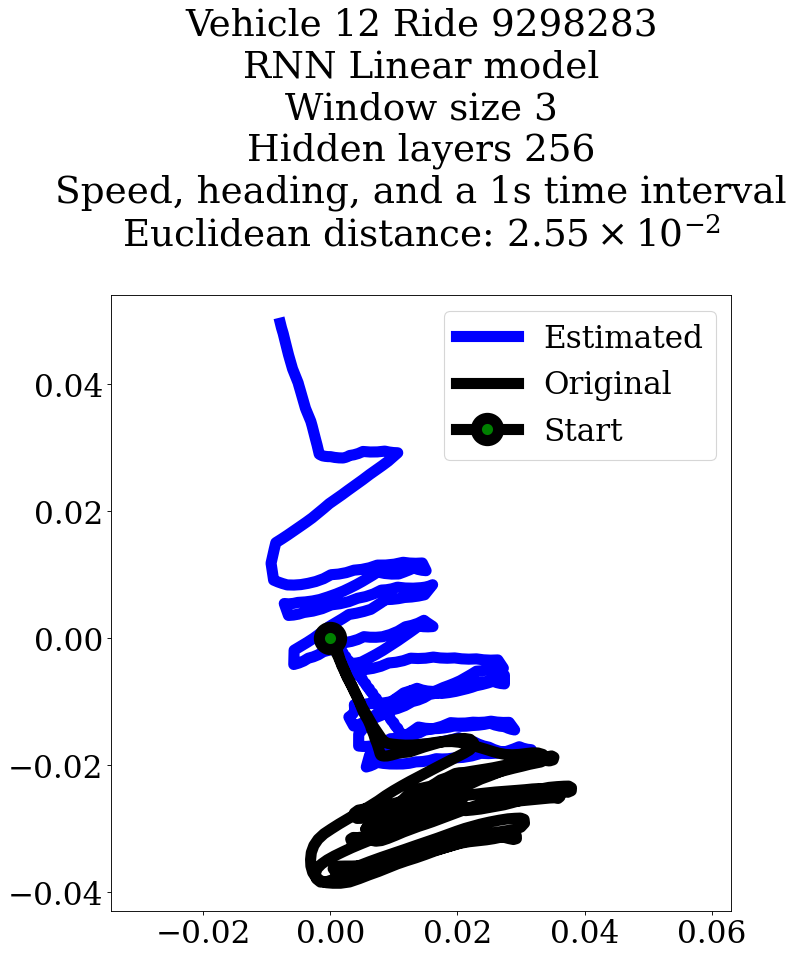 Vehicle 12 Ride 9298283
RNN Linear model
Window size 3
Hidden layers 256
Speed, heading, and a 1s time interval
Euclidean distance: 2.55 × 10⁻²
Estimated
Original
Start
0.04
0.02
0.00
−0.02
−0.04
−0.02 0.00 0.02 0.04 0.06